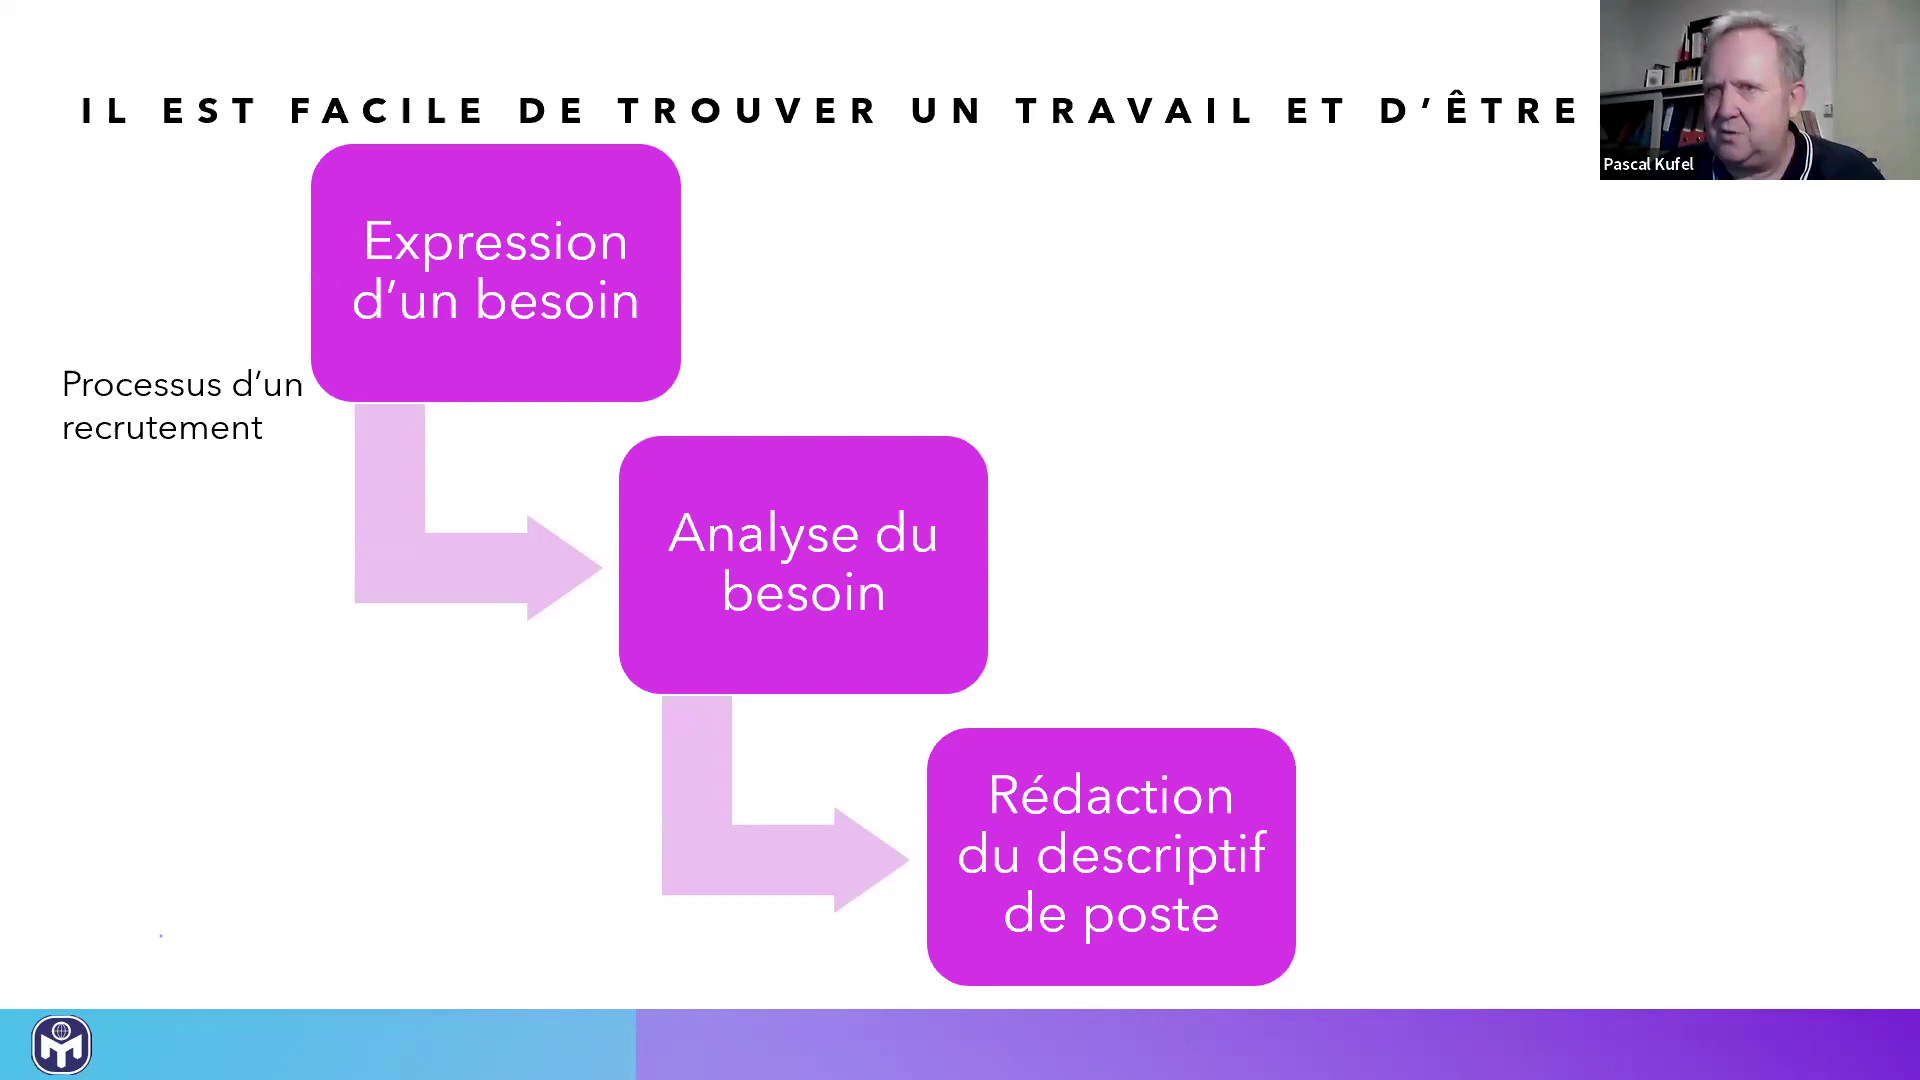 IL EST FACILE DE TROUVER UN TRAVAIL ET D’ÊTRE
Pascal Kufel
Expression
d’un besoin
Processus d’un
recrutement
Analyse du
besoin
Rédaction
du descriptif
de poste